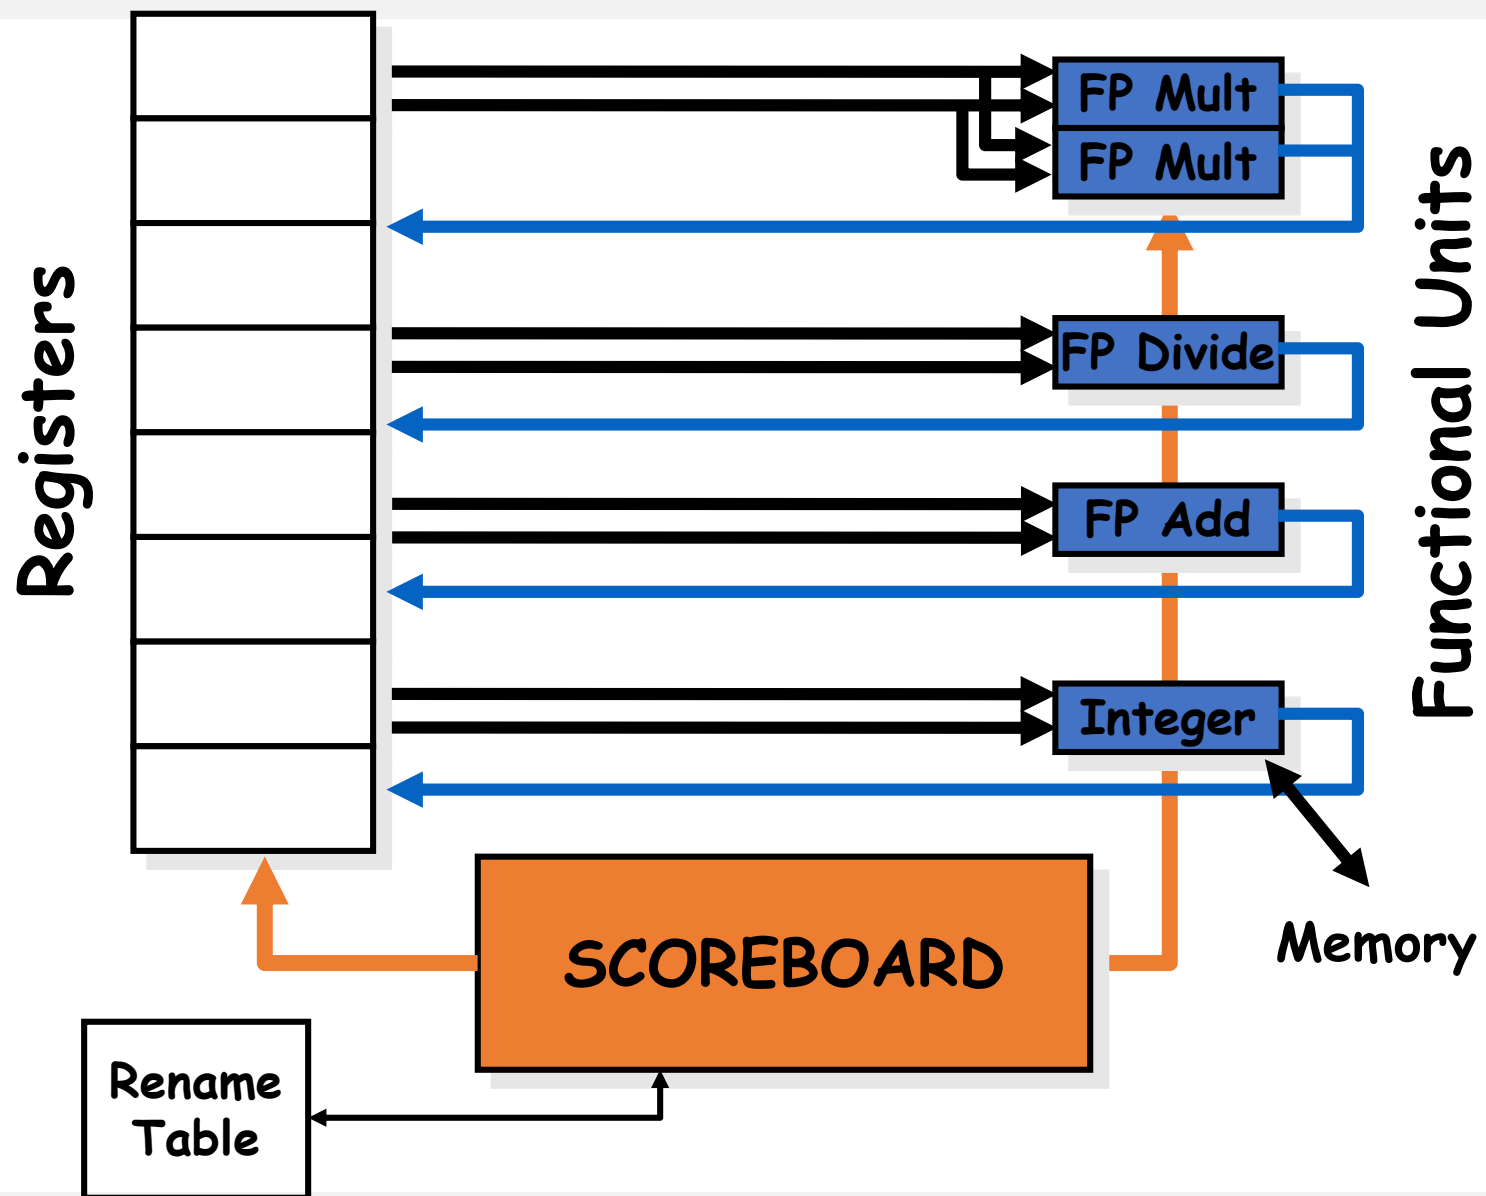 Registers
FP Mult
FP Mult
FP Divide
FP Add
Integer
Functional Units
Memory
SCOREBOARD
Rename
Table